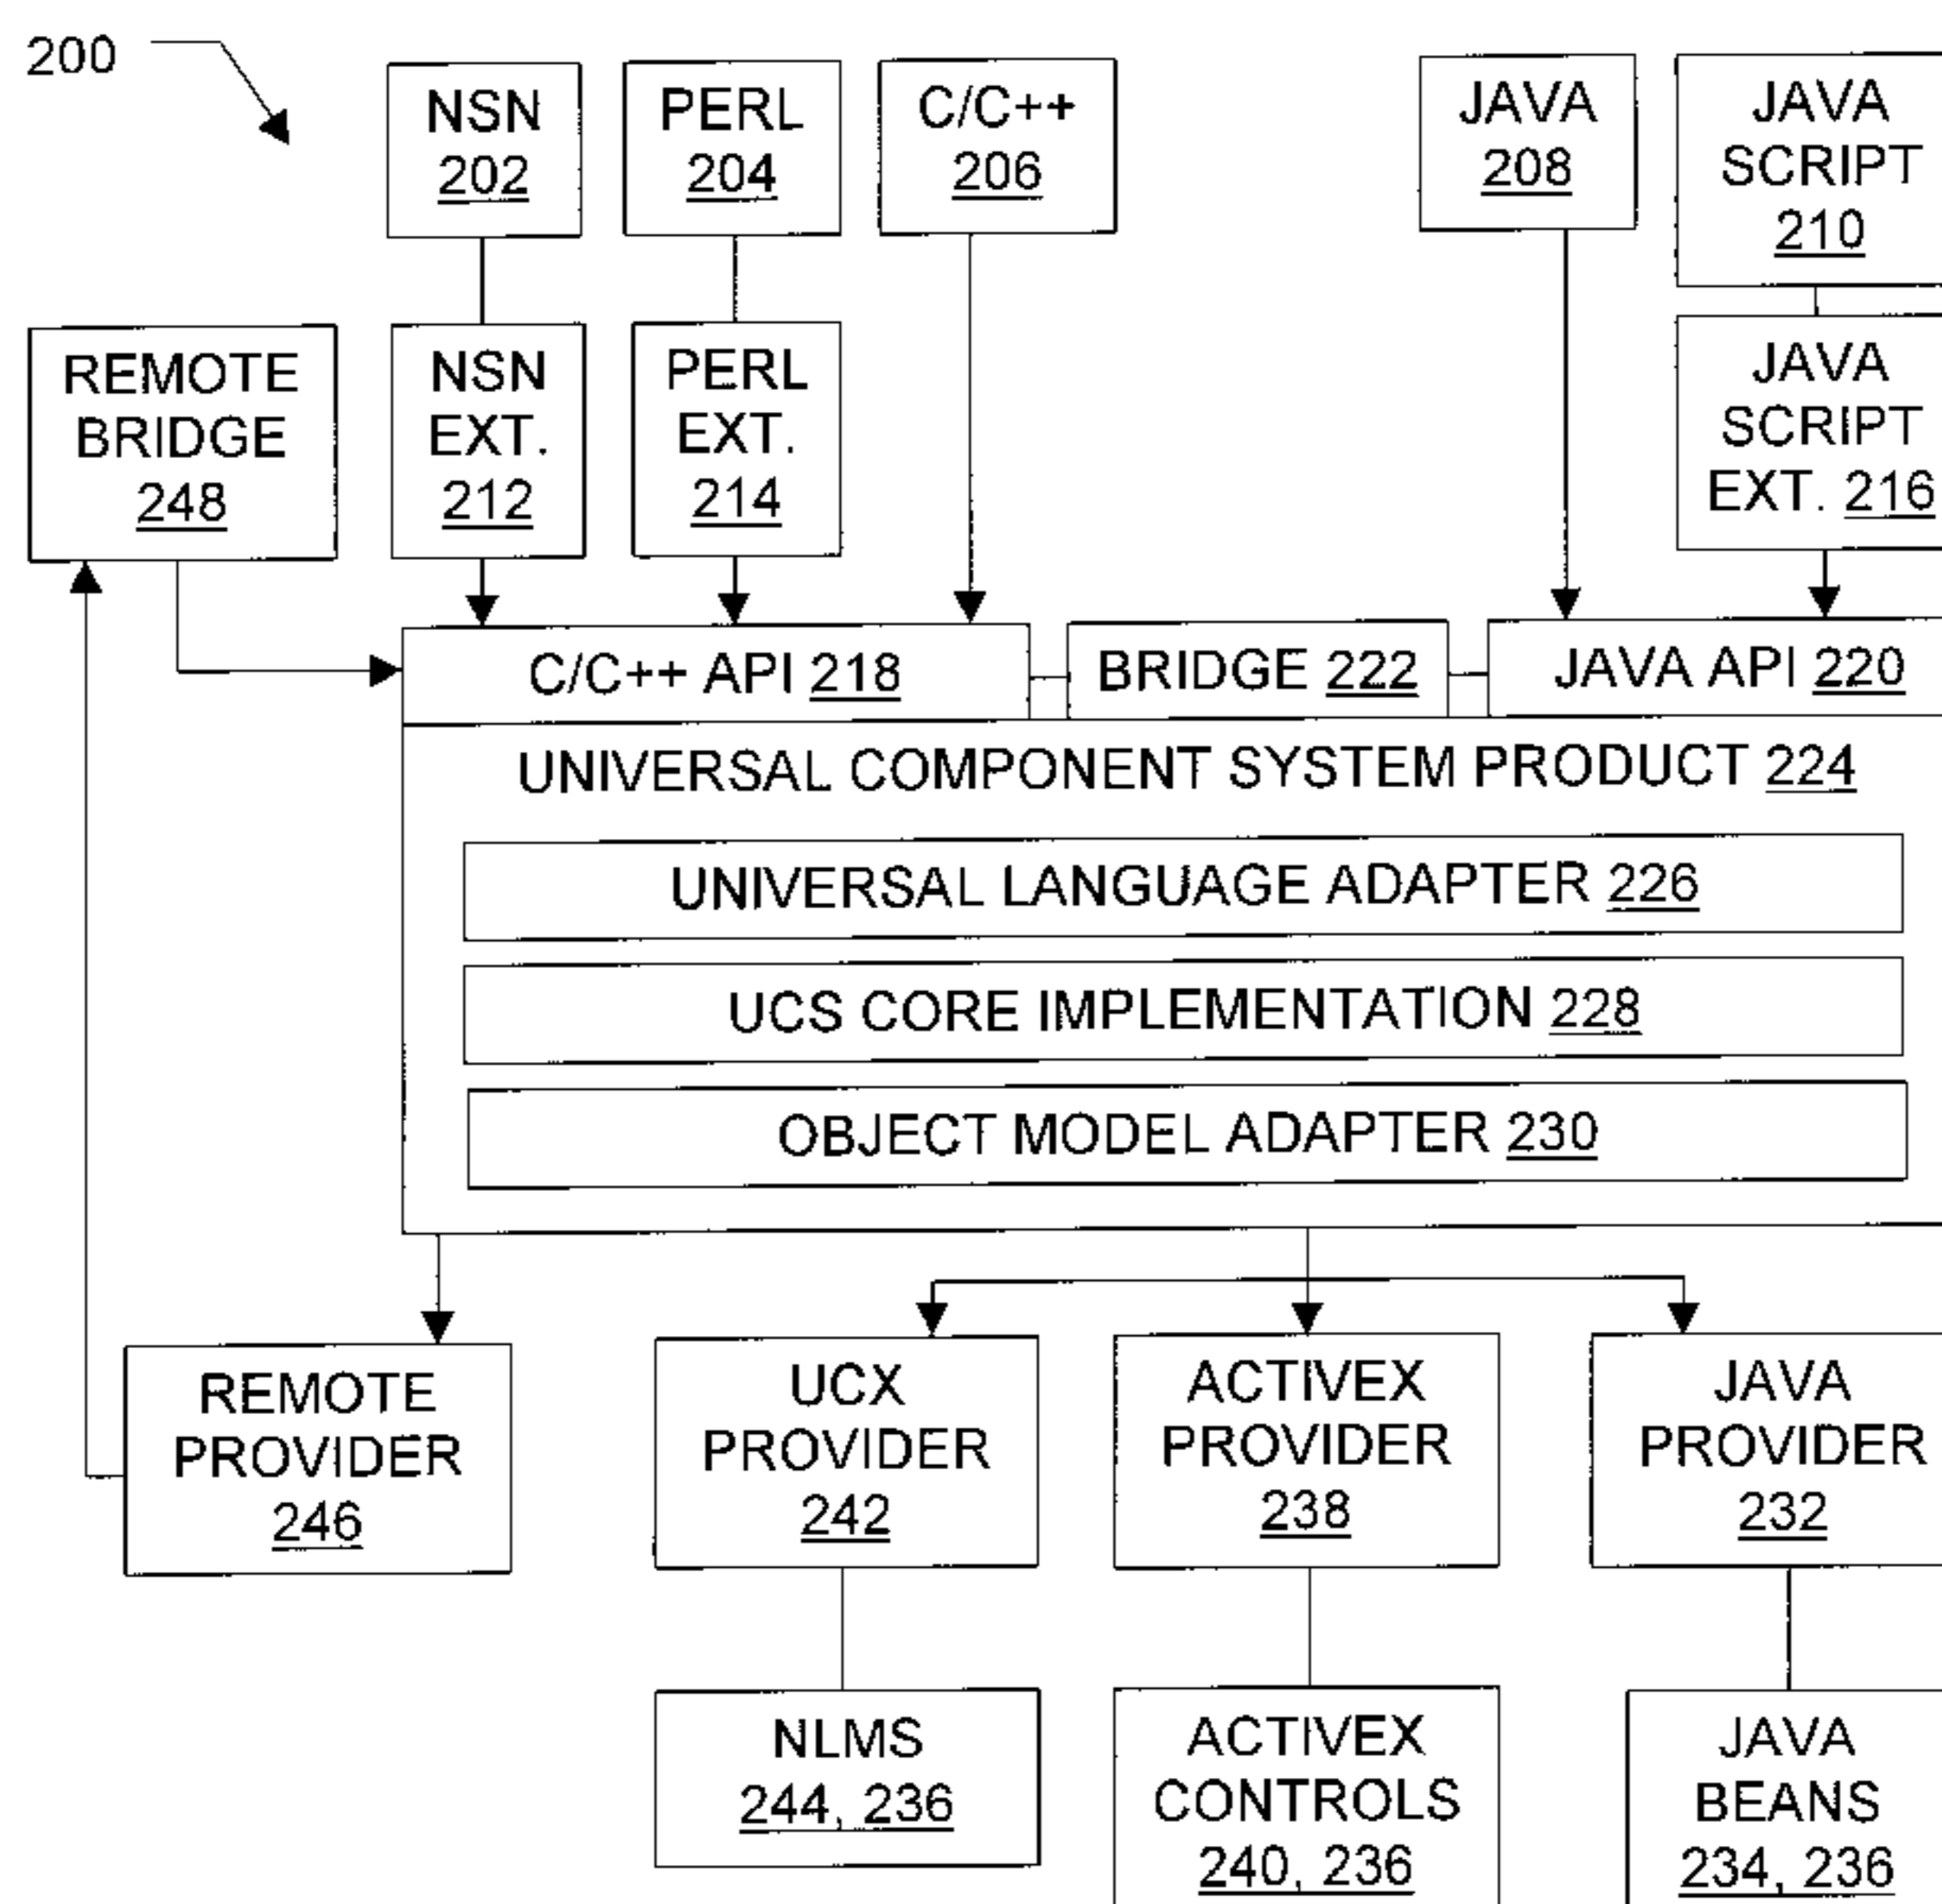 200
NSN
202
PERL
204
C/C++
206
JAVA
208
JAVA
SCRIPT
210
REMOTE
BRIDGE
248
NSN
EXT.
212
PERL
EXT.
214
JAVA
SCRIPT
EXT. 216
C/C++ API 218
BRIDGE 222
JAVA API 220
UNIVERSAL COMPONENT SYSTEM PRODUCT 224
UNIVERSAL LANGUAGE ADAPTER 226
UCS CORE IMPLEMENTATION 228
OBJECT MODEL ADAPTER 230
REMOTE
PROVIDER
246
UCX
PROVIDER
242
ACTIVEX
PROVIDER
238
JAVA
PROVIDER
232
NLMS
244, 236
ACTIVEX
CONTROLS
240, 236
JAVA
BEANS
234, 236